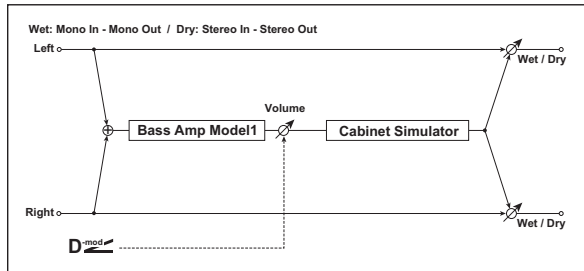 Wet: Mono In - Mono Out / Dry: Stereo In - Stereo Out
Left
Wet / Dry
Volume
Bass Amp Model1
Cabinet Simulator
Right
Wet / Dry
D-mod